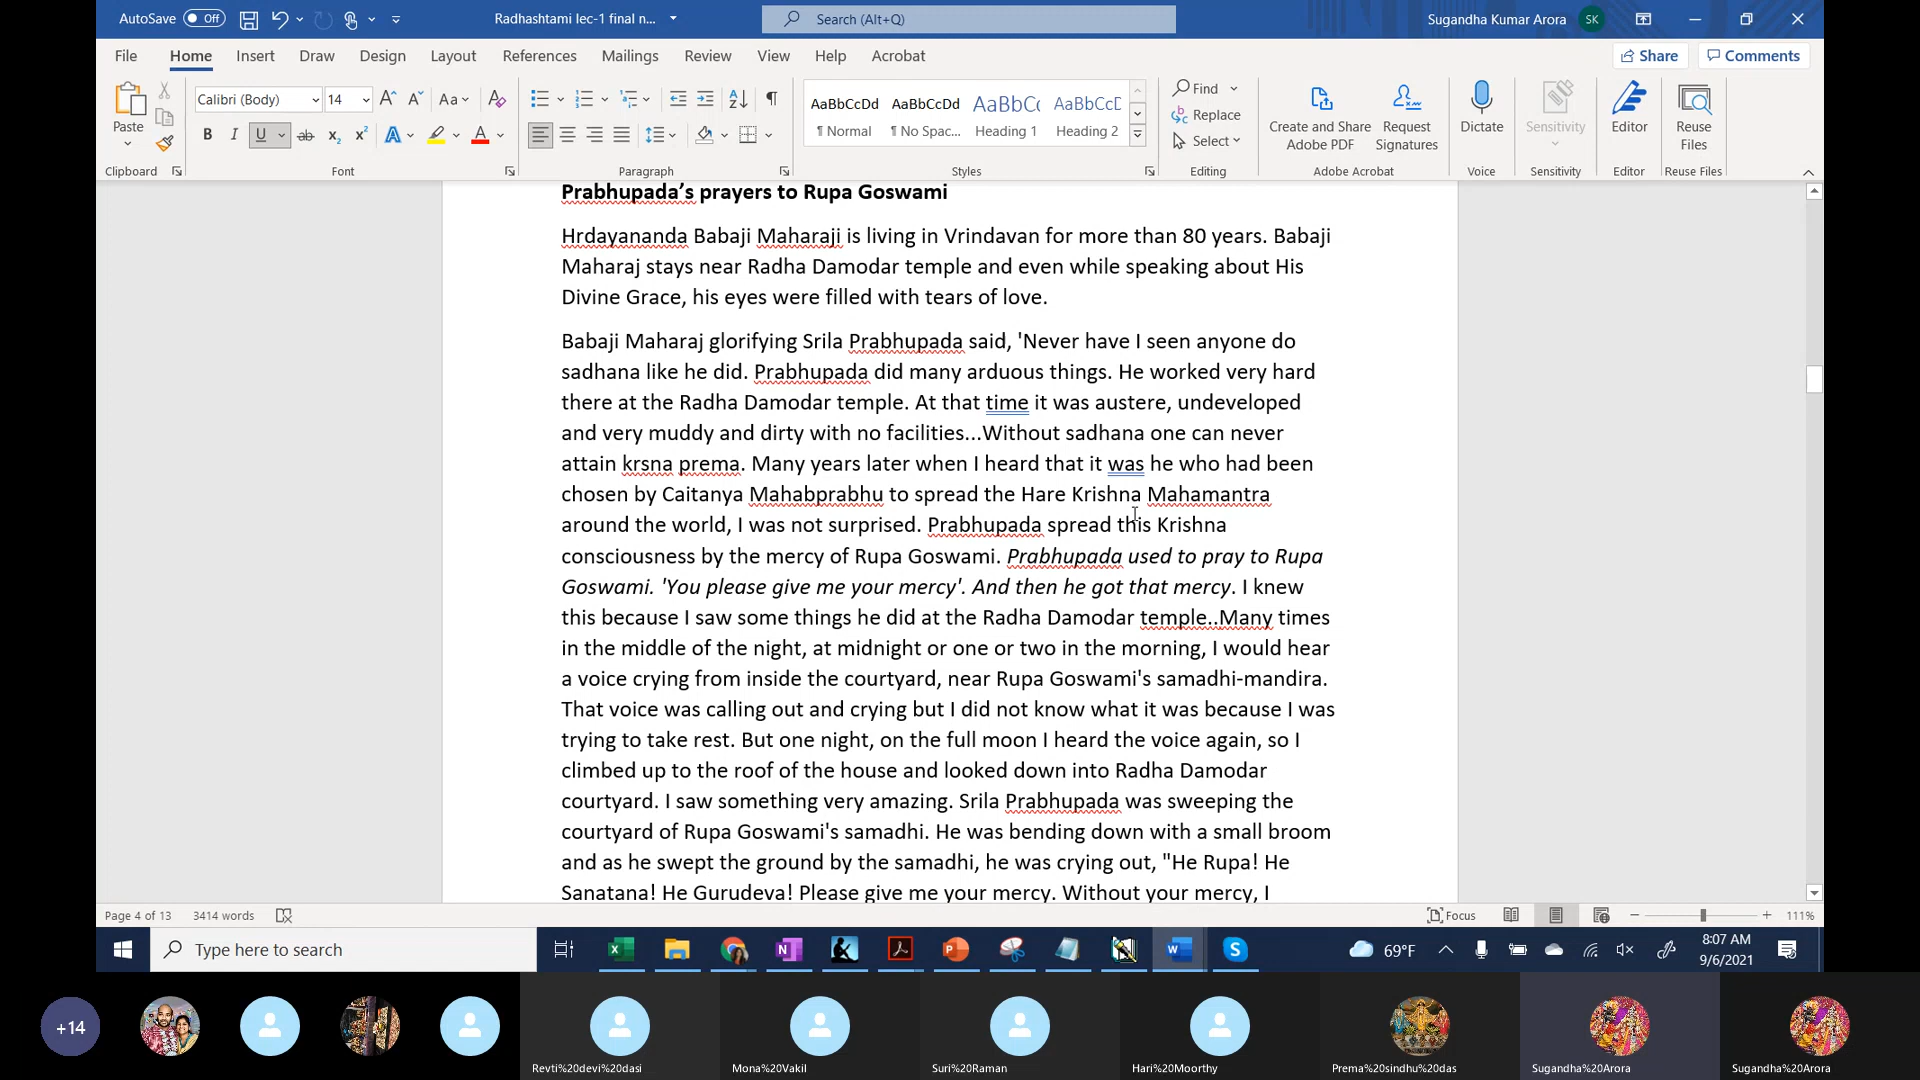 AutoSave Off Radhashtami lec-1 final n... Search (Alt+Q) Sugandha Kumar Arora SK
File Home Insert Draw Design Layout References Mailings Review View Help Acrobat Share Comments
Paste Calibri (Body) 14 Aa AaBbCcDd AaBbCcDd AaBbCc AaBbCcD Find Replace Select Create and Share Adobe PDF Request Signatures Dictate Sensitivity Editor Reuse Files
¶ Normal ¶ No Spac... Heading 1 Heading 2
Clipboard Font Paragraph Styles Editing Adobe Acrobat Voice Sensitivity Editor Reuse Files
Prabhupada’s prayers to Rupa Goswami
Hrdayananda Babaji Maharaji is living in Vrindavan for more than 80 years. Babaji
Maharaj stays near Radha Damodar temple and even while speaking about His
Divine Grace, his eyes were filled with tears of love.
Babaji Maharaj glorifying Srila Prabhupada said, 'Never have I seen anyone do
sadhana like he did. Prabhupada did many arduous things. He worked very hard
there at the Radha Damodar temple. At that time it was austere, undeveloped
and very muddy and dirty with no facilities...Without sadhana one can never
attain krsna prema. Many years later when I heard that it was he who had been
chosen by Caitanya Mahabprabhu to spread the Hare Krishna Mahamantra
around the world, I was not surprised. Prabhupada spread this Krishna
consciousness by the mercy of Rupa Goswami. Prabhupada used to pray to Rupa
Goswami. 'You please give me your mercy'. And then he got that mercy. I knew
this because I saw some things he did at the Radha Damodar temple..Many times
in the middle of the night, at midnight or one or two in the morning, I would hear
a voice crying from inside the courtyard, near Rupa Goswami's samadhi-mandira.
That voice was calling out and crying but I did not know what it was because I was
trying to take rest. But one night, on the full moon I heard the voice again, so I
climbed up to the roof of the house and looked down into Radha Damodar
courtyard. I saw something very amazing. Srila Prabhupada was sweeping the
courtyard of Rupa Goswami's samadhi. He was bending down with a small broom
and as he swept the ground by the samadhi, he was crying out, "He Rupa! He
Sanatana! He Gurudeva! Please give me your mercy. Without your mercy, I
Page 4 of 13 3414 words Focus 111%
Type here to search 69°F 8:07 AM
9/6/2021
+14
Revti%20devi%20dasi Mona%20Vakil Suri%20Raman Hari%20Moorthy Prema%20sindhu%20das Sugandha%20Arora Sugandha%20Arora